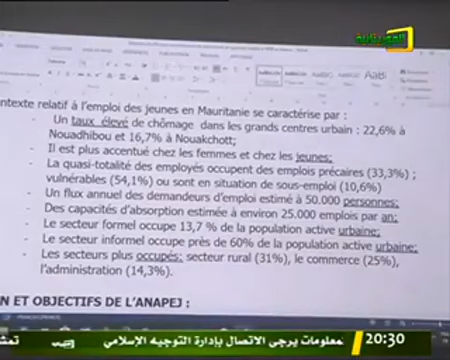 الموريتانية
AaBl
ntexte relatif à l'emploi des jeunes en Mauritanie se caractérise par :
- Un taux élevé de chômage dans les grands centres urbain : 22,6% à
Nouadhibou et 16,7% à Nouakchott;
- Il est plus accentué chez les femmes et chez les jeunes;
- La quasi-totalité des employés occupent des emplois précaires (33,3%) ;
vulnérables (54,1%) ou sont en situation de sous-emploi (10,6%)
- Un flux annuel des demandeurs d'emploi estimé à 50.000 personnes;
- Des capacités d'absorption estimée à environ 25.000 emplois par an;
- Le secteur formel occupe 13,7 % de la population active urbaine;
- Le secteur informel occupe près de 60% de la population active urbaine;
- Les secteurs plus occupés: secteur rural (31%), le commerce (25%),
l'administration (14,3%).
N ET OBJECTIFS DE L'ANAPEJ :
لمعلومات يرجى الاتصال بإدارة التوجيه الإسلامي
20:30